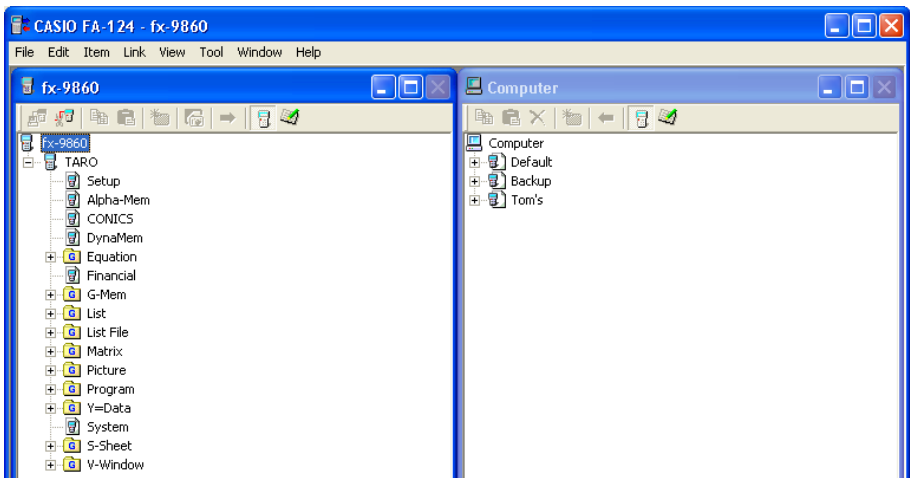 CASIO FA-124 - fx-9860
File Edit Item Link View Tool Window Help
fx-9860
fx-9860
TARO
Setup
Alpha-Mem
CONICS
DynaMem
G Equation
Financial
G G-Mem
G List
G List File
G Matrix
G Picture
G Program
G Y=Data
System
G S-Sheet
G V-Window
Computer
Computer
Default
Backup
Tom's